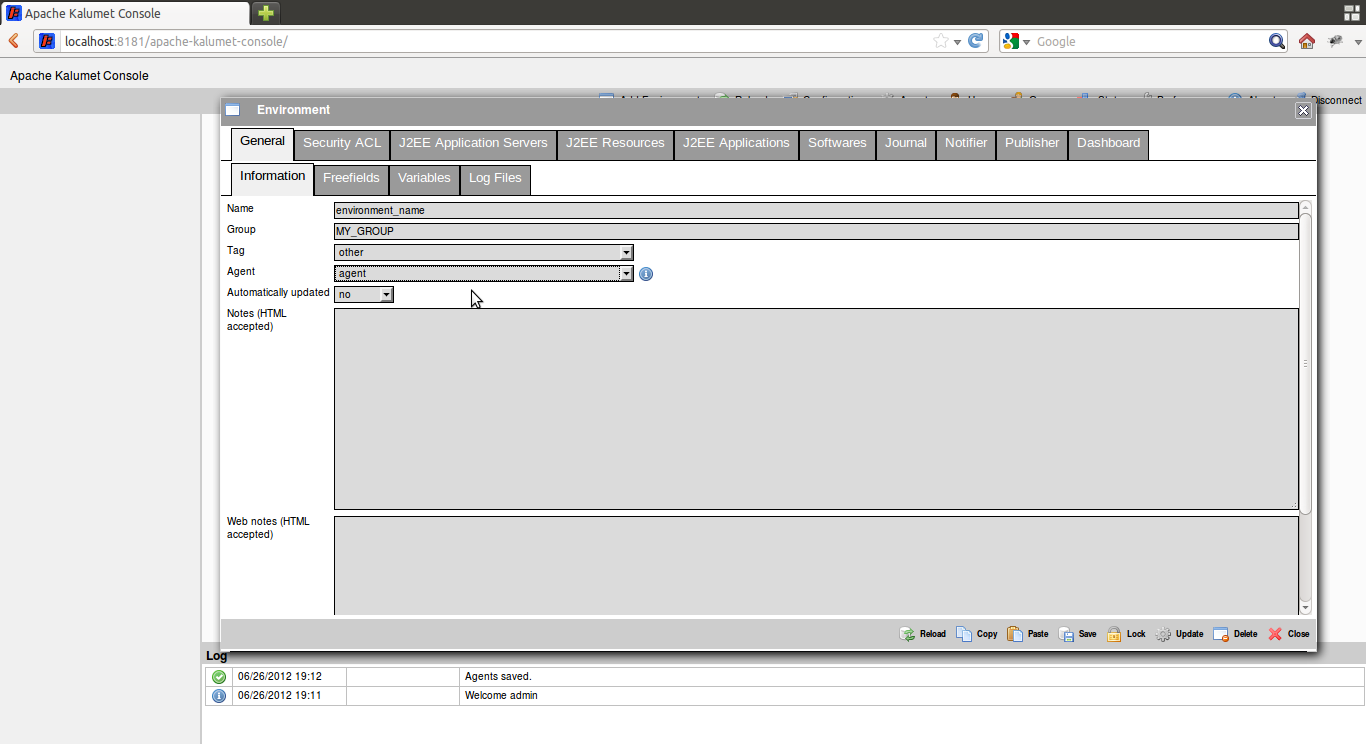 Apache Kalumet Console
localhost:8181/apache-kalumet-console/
Google
Apache Kalumet Console
Disconnect
Environment
General Security ACL J2EE Application Servers J2EE Resources J2EE Applications Softwares Journal Notifier Publisher Dashboard
Information Freefields Variables Log Files
Name environment_name
Group MY_GROUP
Tag other
Agent agent
Automatically updated no
Notes (HTML
accepted)
Web notes (HTML
accepted)
Reload Copy Paste Save Lock Update Delete Close
Log
06/26/2012 19:12 Agents saved.
06/26/2012 19:11 Welcome admin